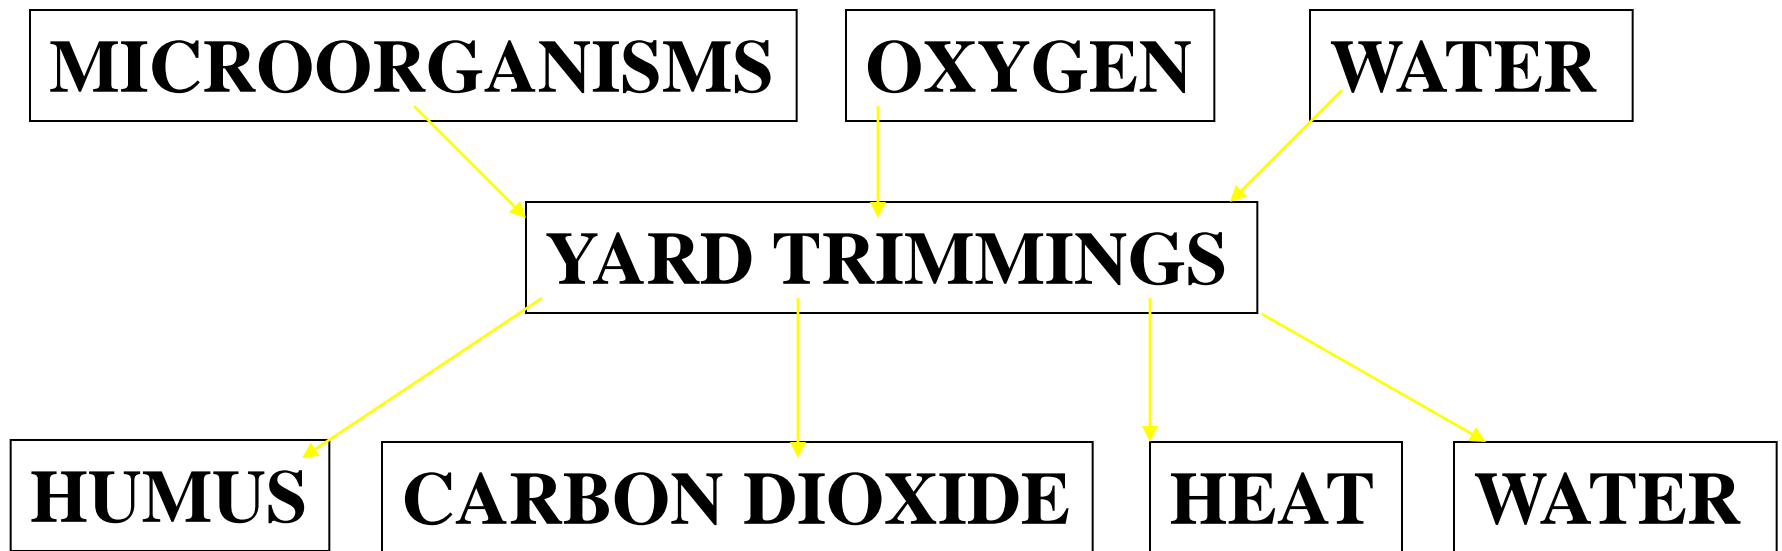 MICROORGANISMS OXYGEN WATER
YARD TRIMMINGS
HUMUS CARBON DIOXIDE HEAT WATER